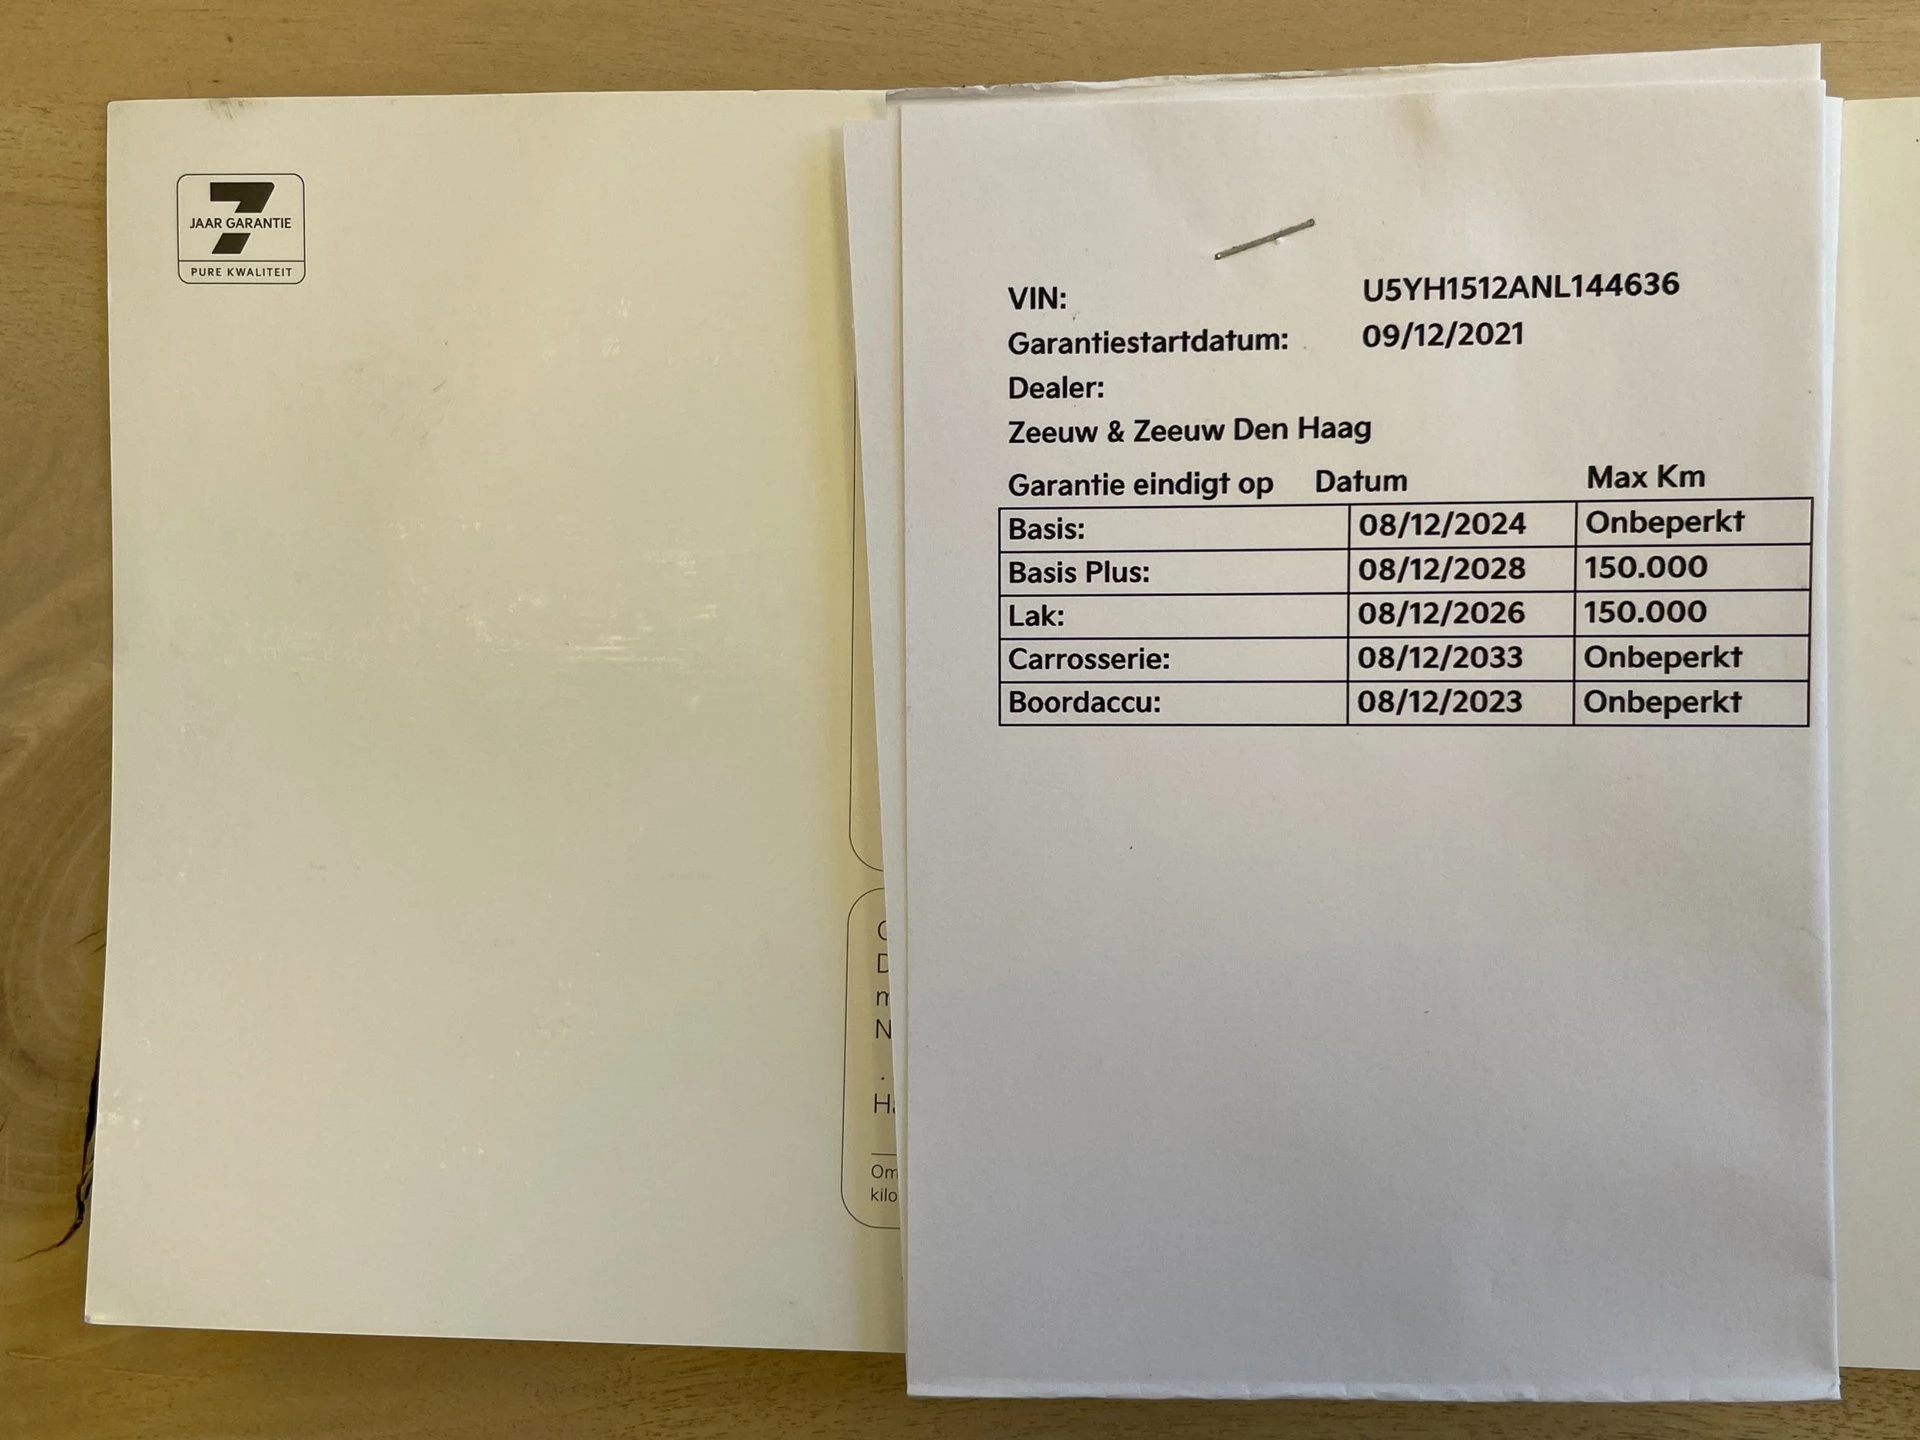 7
JAAR GARANTIE
PURE KWALITEIT
VIN: U5YH1512ANL144636
Garantiestartdatum: 09/12/2021
Dealer:
Zeeuw & Zeeuw Den Haag
Garantie eindigt op Datum Max Km
Basis: 08/12/2024 Onbeperkt
Basis Plus: 08/12/2028 150.000
Lak: 08/12/2026 150.000
Carrosserie: 08/12/2033 Onbeperkt
Boordaccu: 08/12/2023 Onbeperkt